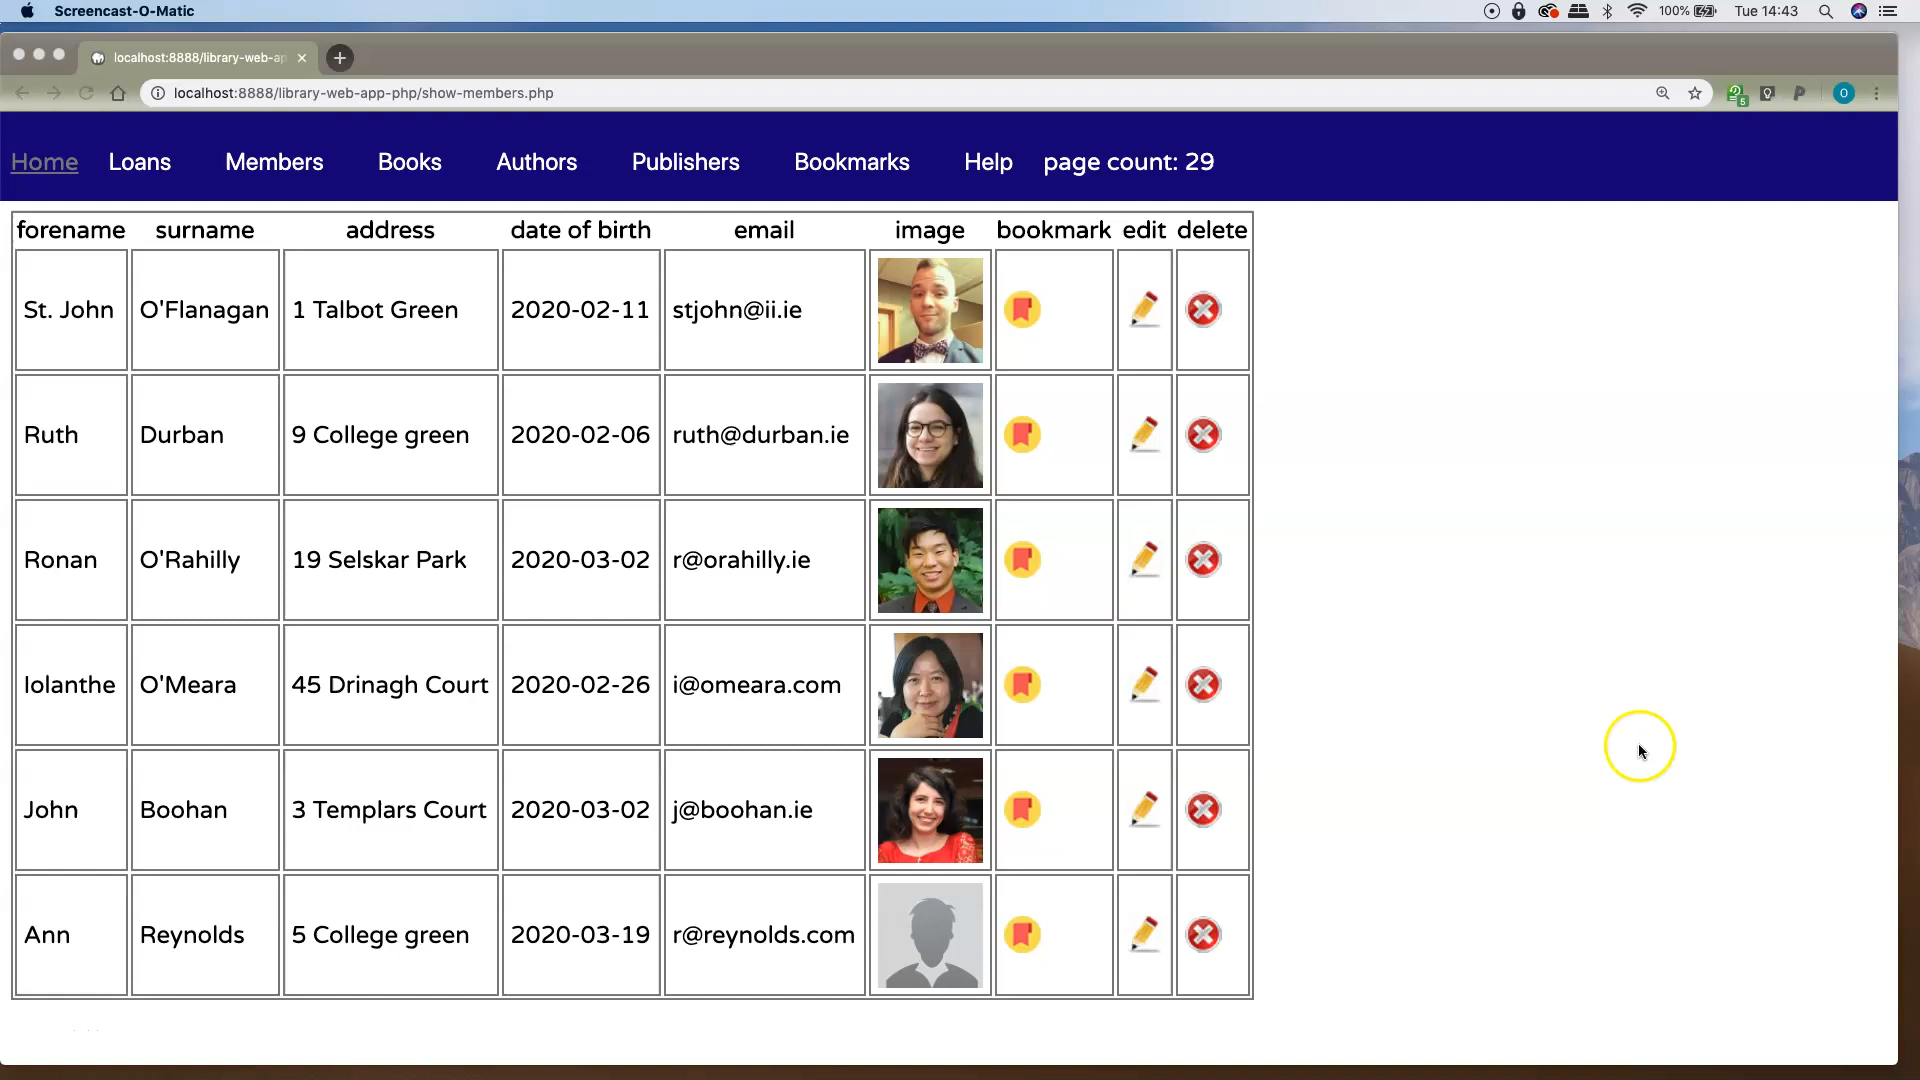 Screencast-O-Matic 100% Tue 14:43
localhost:8888/library-web-ap
localhost:8888/library-web-app-php/show-members.php 5 O
Home Loans Members Books Authors Publishers Bookmarks Help page count: 29
forename surname address date of birth email image bookmark edit delete
St. John O'Flanagan 1 Talbot Green 2020-02-11 stjohn@ii.ie
Ruth Durban 9 College green 2020-02-06 ruth@durban.ie
Ronan O'Rahilly 19 Selskar Park 2020-03-02 r@orahilly.ie
Iolanthe O'Meara 45 Drinagh Court 2020-02-26 i@omeara.com
John Boohan 3 Templars Court 2020-03-02 j@boohan.ie
Ann Reynolds 5 College green 2020-03-19 r@reynolds.com